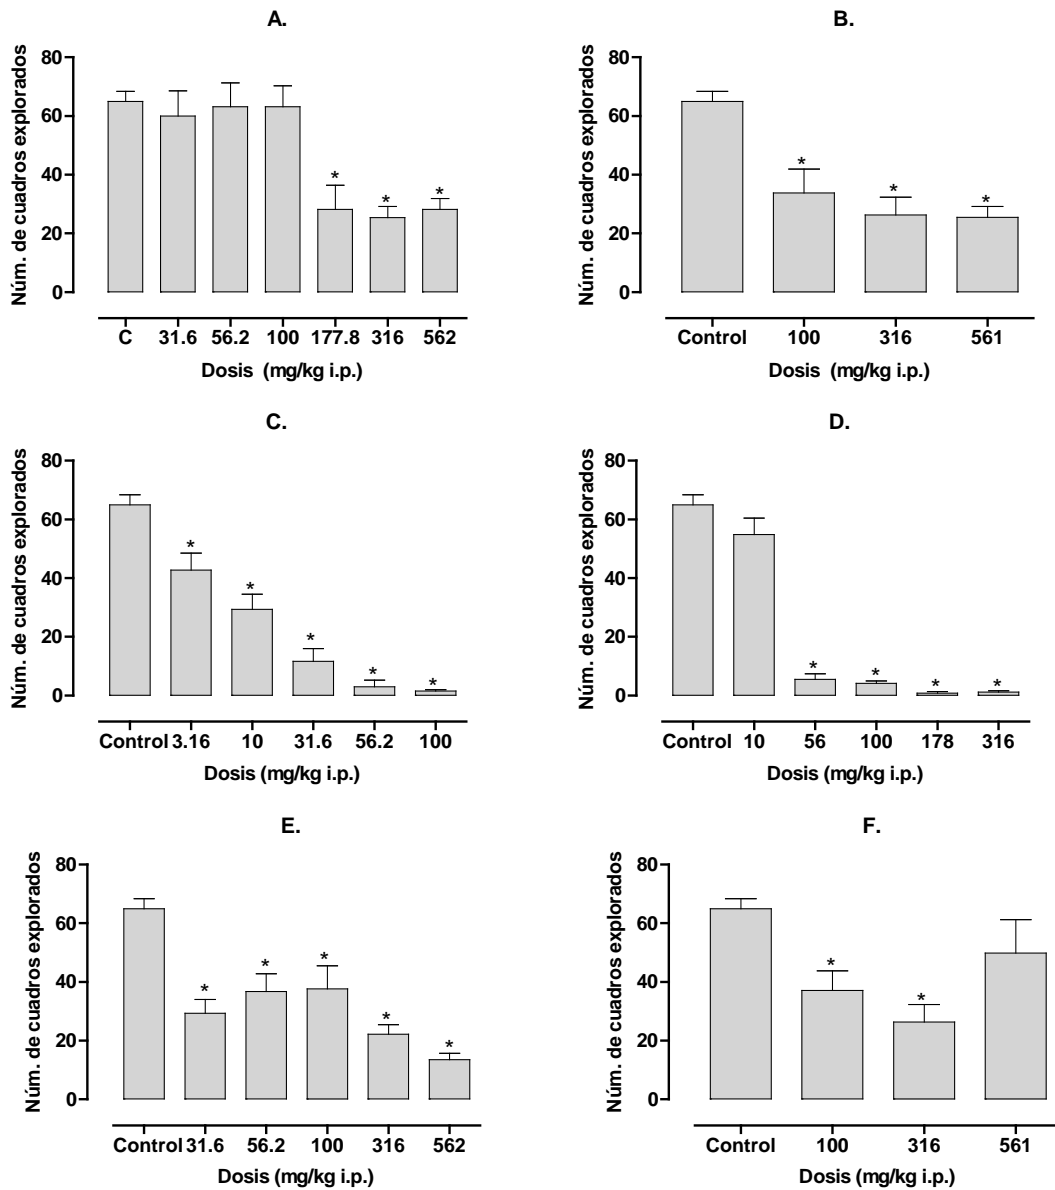 A.
Núm. de cuadros explorados
80
60
40
20
0
* * *
C 31.6 56.2 100 177.8 316 562
Dosis (mg/kg i.p.)
B.
Núm. de cuadros explorados
80
60
40
20
0
* * *
Control 100 316 561
Dosis (mg/kg i.p.)
C.
Núm. de cuadros explorados
80
60
40
20
0
* * * * *
Control 3.16 10 31.6 56.2 100
Dosis (mg/kg i.p.)
D.
Núm. de cuadros explorados
80
60
40
20
0
* * * *
Control 10 56 100 178 316
Dosis (mg/kg i.p.)
E.
Núm. de cuadros explorados
80
60
40
20
0
* * * * *
Control 31.6 56.2 100 316 562
Dosis (mg/kg i.p.)
F.
Núm. de cuadros explorados
80
60
40
20
0
* *
Control 100 316 561
Dosis (mg/kg i.p.)